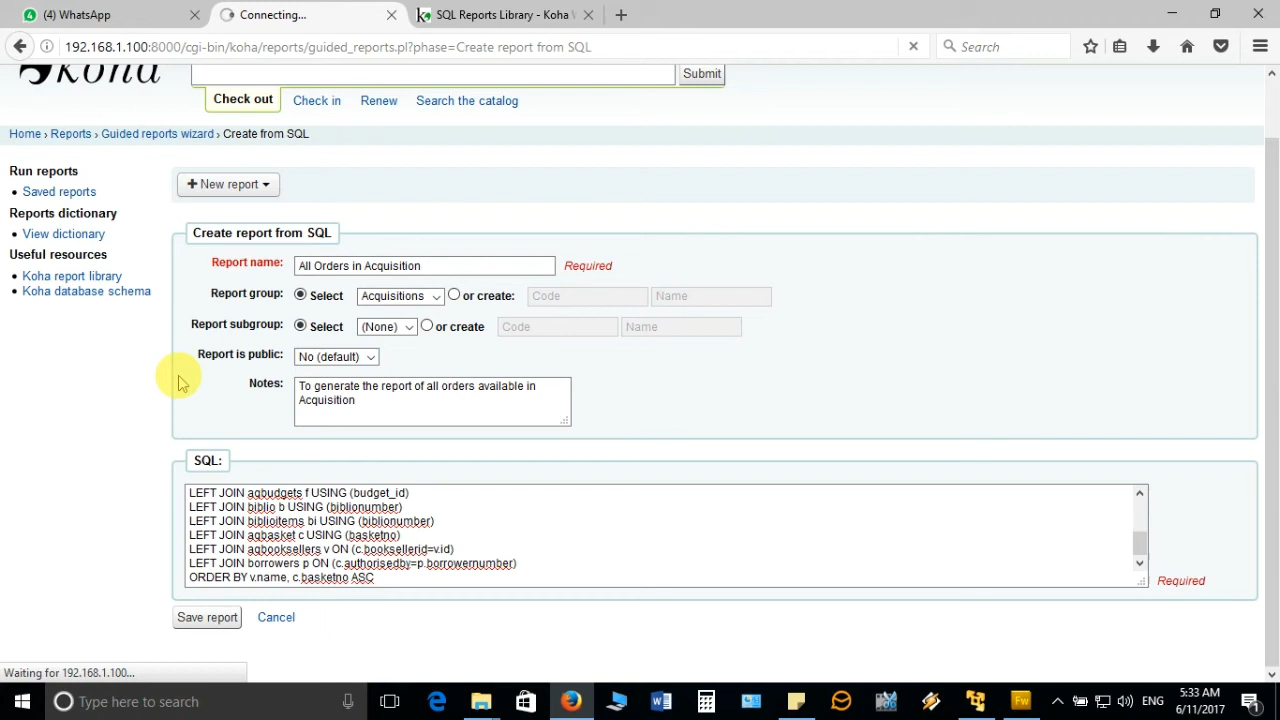 (4) WhatsApp
Connecting...
SQL Reports Library - Koha
192.168.1.100:8000/cgi-bin/koha/reports/guided_reports.pl?phase=Create report from SQL
Search
koha
Submit
Check out
Check in
Renew
Search the catalog
Home › Reports › Guided reports wizard › Create from SQL
Run reports
Saved reports
Reports dictionary
View dictionary
Useful resources
Koha report library
Koha database schema
New report
Create report from SQL
Report name: All Orders in Acquisition Required
Report group: Select Acquisitions or create: Code Name
Report subgroup: Select (None) or create Code Name
Report is public: No (default)
Notes: To generate the report of all orders available in
Acquisition
SQL:
LEFT JOIN aqbudgets f USING (budget_id)
LEFT JOIN biblio b USING (biblionumber)
LEFT JOIN biblioitems bi USING (biblionumber)
LEFT JOIN aqbasket c USING (basketno)
LEFT JOIN aqbooksellers v ON (c.booksellerid=v.id)
LEFT JOIN borrowers p ON (c.authorisedby=p.borrowernumber)
ORDER BY v.name, c.basketno ASC
Required
Save report
Cancel
Waiting for 192.168.1.100...
Type here to search
Fw
ENG
5:33 AM
6/11/2017
1